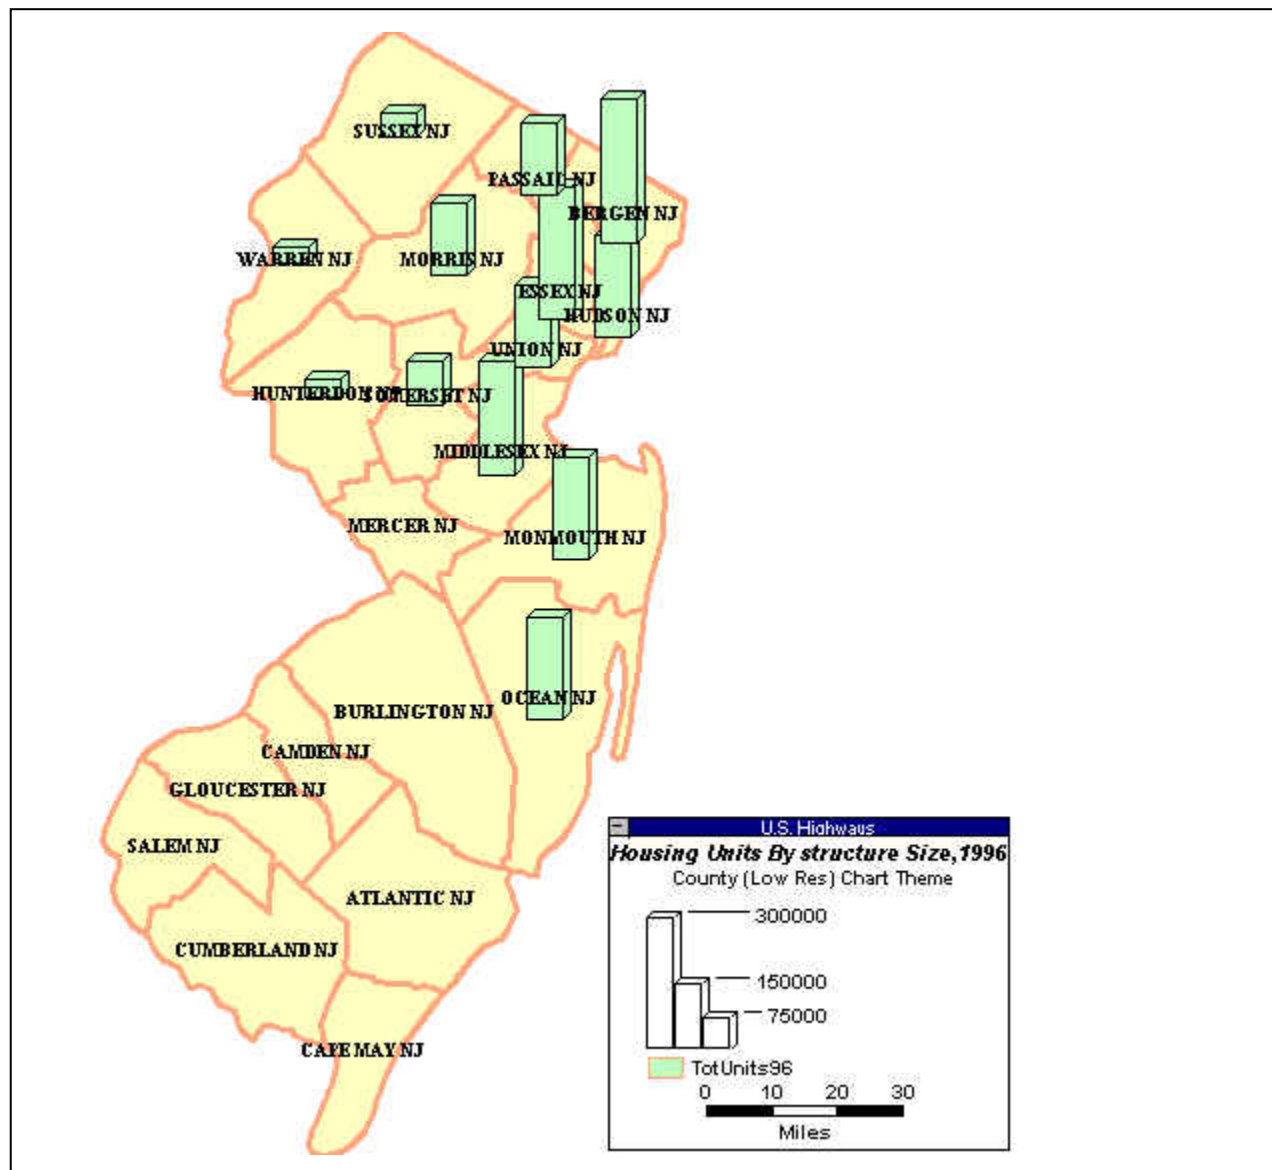 SUSSEX NJ
PASSAIC NJ
BERGEN NJ
WARREN NJ
MORRIS NJ
ESSEX NJ
HUDSON NJ
UNION NJ
HUNTERDON NJ
SOMERSET NJ
MIDDLESEX NJ
MERCER NJ
MONMOUTH NJ
OCEAN NJ
BURLINGTON NJ
CAMDEN NJ
GLOUCESTER NJ
SALEM NJ
ATLANTIC NJ
CUMBERLAND NJ
CAPE MAY NJ
U.S. Highways
Housing Units By structure Size,1996
County (Low Res) Chart Theme
300000
150000
75000
TotUnits96
0 10 20 30
Miles